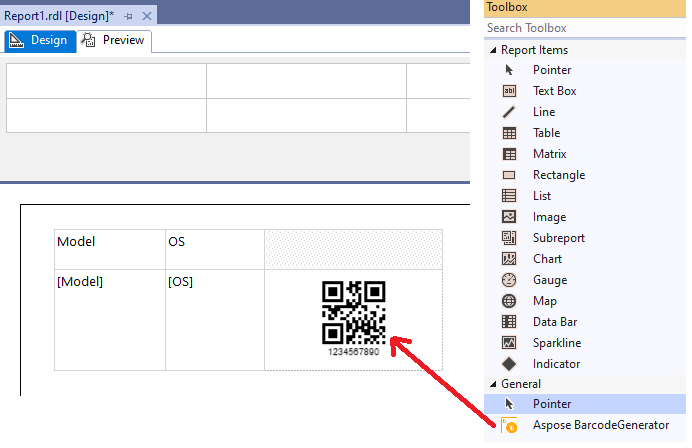 Report1.rdl [Design]*
Design
Preview
Model
OS
[Model]
[OS]
1234567890
Toolbox
Search Toolbox
Report Items
Pointer
abl
Text Box
Line
Table
Matrix
Rectangle
List
Image
Subreport
Chart
Gauge
Map
Data Bar
Sparkline
Indicator
General
Pointer
Aspose BarcodeGenerator